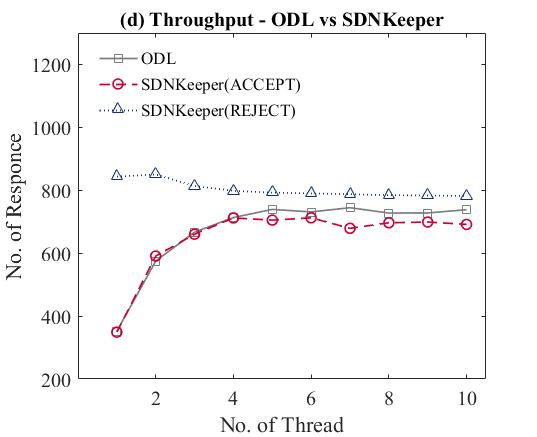 (d) Throughput - ODL vs SDNKeeper
ODL
SDNKeeper(ACCEPT)
SDNKeeper(REJECT)
No. of Responce
1200
1000
800
600
400
200
2 4 6 8 10
No. of Thread